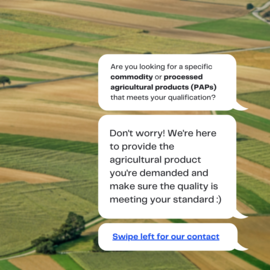 Are you looking for a specific
commodity or processed
agricultural products (PAPs)
that meets your qualification?
Don't worry! We're here
to provide the
agricultural product
you're demanded and
make sure the quality is
meeting your standard :)
Swipe left for our contact